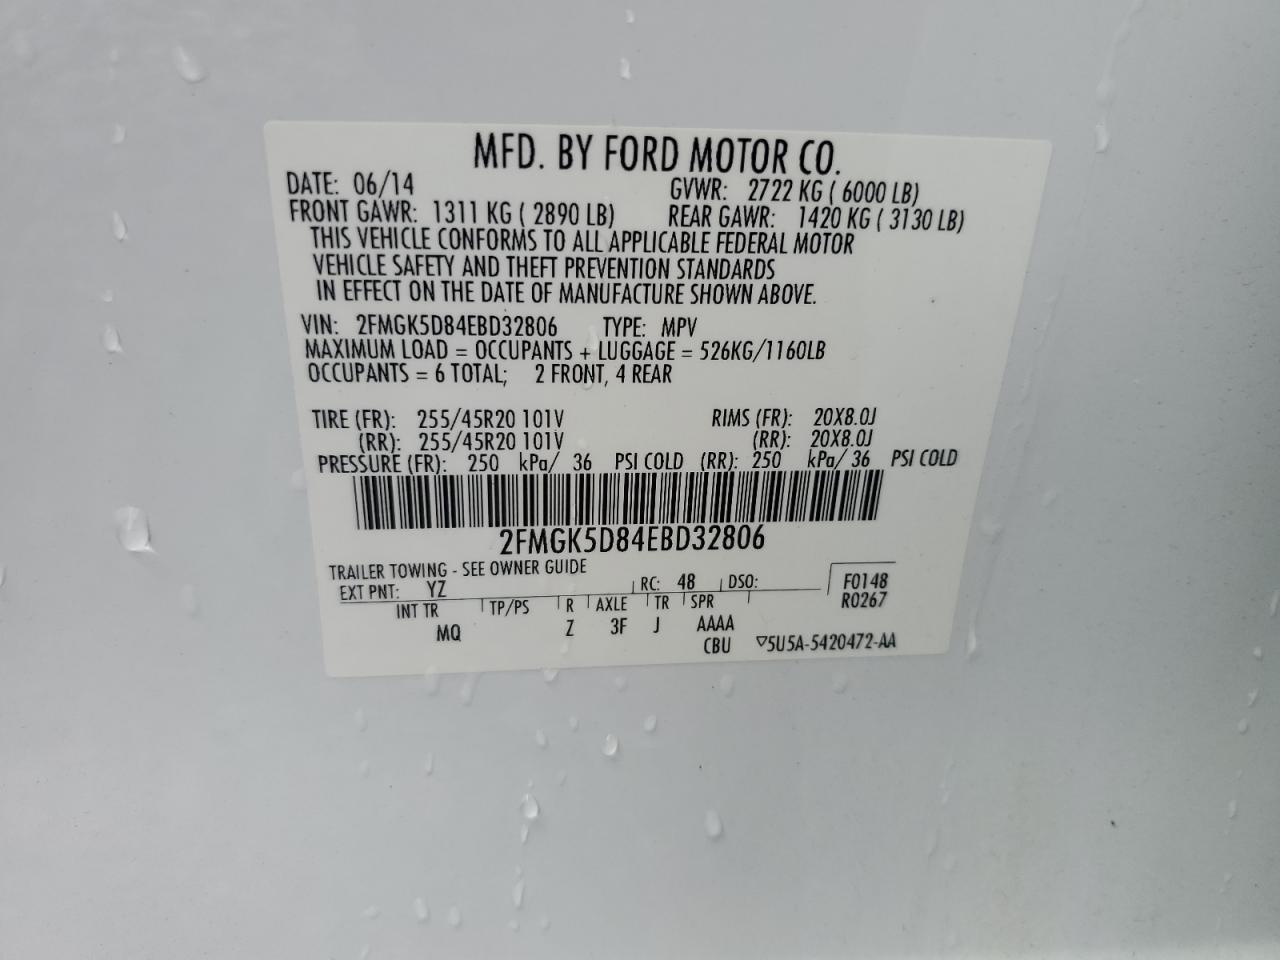 MFD. BY FORD MOTOR CO.
DATE: 06/14 GVWR: 2722 KG ( 6000 LB)
FRONT GAWR: 1311 KG ( 2890 LB) REAR GAWR: 1420 KG ( 3130 LB)
THIS VEHICLE CONFORMS TO ALL APPLICABLE FEDERAL MOTOR
VEHICLE SAFETY AND THEFT PREVENTION STANDARDS
IN EFFECT ON THE DATE OF MANUFACTURE SHOWN ABOVE.
VIN: 2FMGK5D84EBD32806 TYPE: MPV
MAXIMUM LOAD = OCCUPANTS + LUGGAGE = 526KG/1160LB
OCCUPANTS = 6 TOTAL; 2 FRONT, 4 REAR
TIRE (FR): 255/45R20 101V RIMS (FR): 20X8.0J
(RR): 255/45R20 101V (RR): 20X8.0J
PRESSURE (FR): 250 kPa/ 36 PSI COLD (RR): 250 kPa/ 36 PSI COLD
2FMGK5D84EBD32806
TRAILER TOWING - SEE OWNER GUIDE
EXT PNT: YZ RC: 48 DSO: F0148
INT TR TP/PS R AXLE TR SPR R0267
MQ Z 3F J AAAA
CBU ▽5U5A-5420472-AA